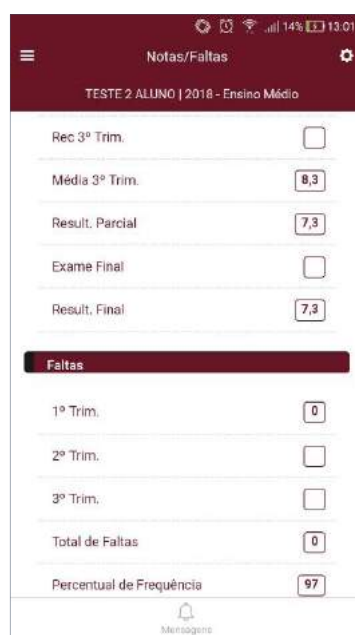 14% 13:01
Notas/Faltas
TESTE 2 ALUNO | 2018 - Ensino Médio
Rec 3º Trim.
Média 3º Trim. 8,3
Result. Parcial 7,3
Exame Final
Result. Final 7,3
Faltas
1º Trim. 0
2º Trim.
3º Trim.
Total de Faltas 0
Percentual de Frequência 97
Mensagens